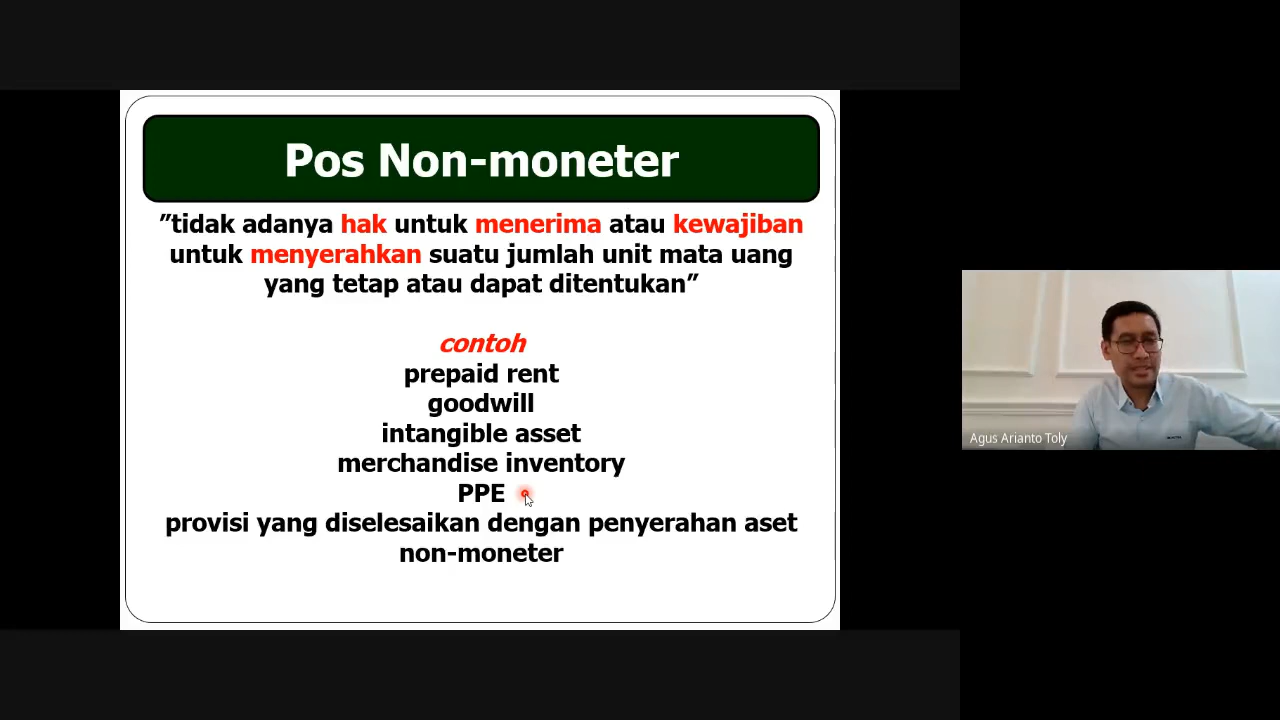 Pos Non-moneter
”tidak adanya hak untuk menerima atau kewajiban
untuk menyerahkan suatu jumlah unit mata uang
yang tetap atau dapat ditentukan”
contoh
prepaid rent
goodwill
intangible asset
merchandise inventory
PPE
provisi yang diselesaikan dengan penyerahan aset
non-moneter
Agus Arianto Toly